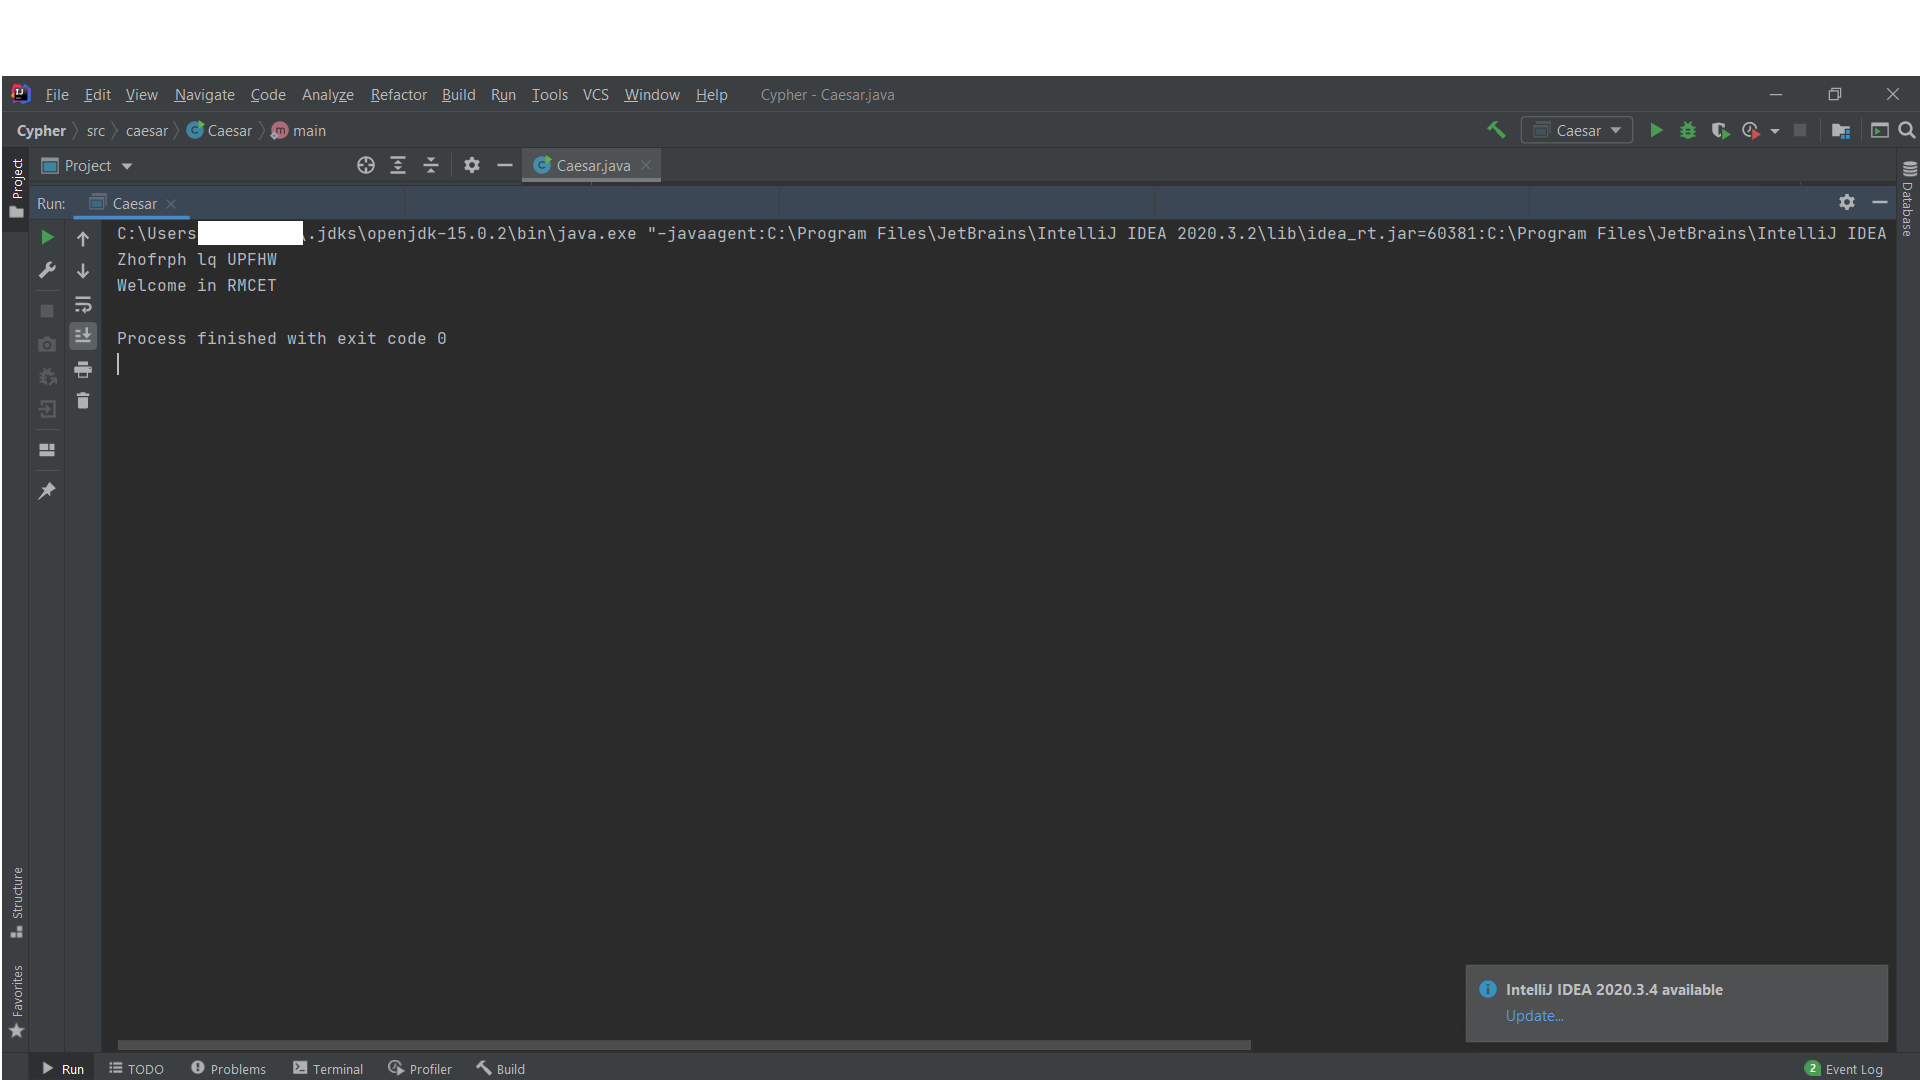 File Edit View Navigate Code Analyze Refactor Build Run Tools VCS Window Help Cypher - Caesar.java
Cypher src caesar Caesar main Caesar
Project Project Caesar.java
Run: Caesar
C:\Users \.jdks\openjdk-15.0.2\bin\java.exe "-javaagent:C:\Program Files\JetBrains\IntelliJ IDEA 2020.3.2\lib\idea_rt.jar=60381:C:\Program Files\JetBrains\IntelliJ IDEA
Zhofrph lq UPFHW
Welcome in RMCET
Process finished with exit code 0
Database
Structure
Favorites
IntelliJ IDEA 2020.3.4 available
Update...
Run TODO Problems Terminal Profiler Build 2 Event Log